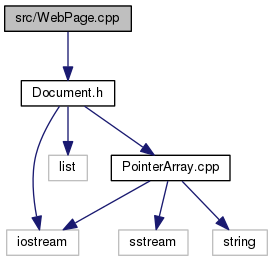 src/WebPage.cpp
Document.h
list
PointerArray.cpp
iostream
sstream
string